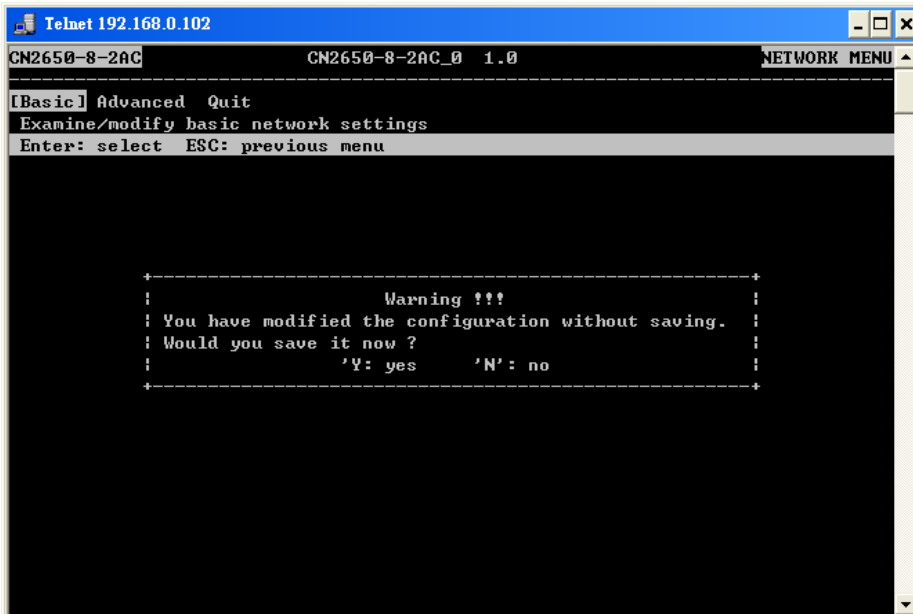 Telnet 192.168.0.102
CN2650-8-2AC CN2650-8-2AC_0 1.0 NETWORK MENU
[Basic] Advanced Quit
Examine/modify basic network settings
Enter: select ESC: previous menu
Warning !!!
You have modified the configuration without saving.
Would you save it now ?
'Y: yes 'N': no